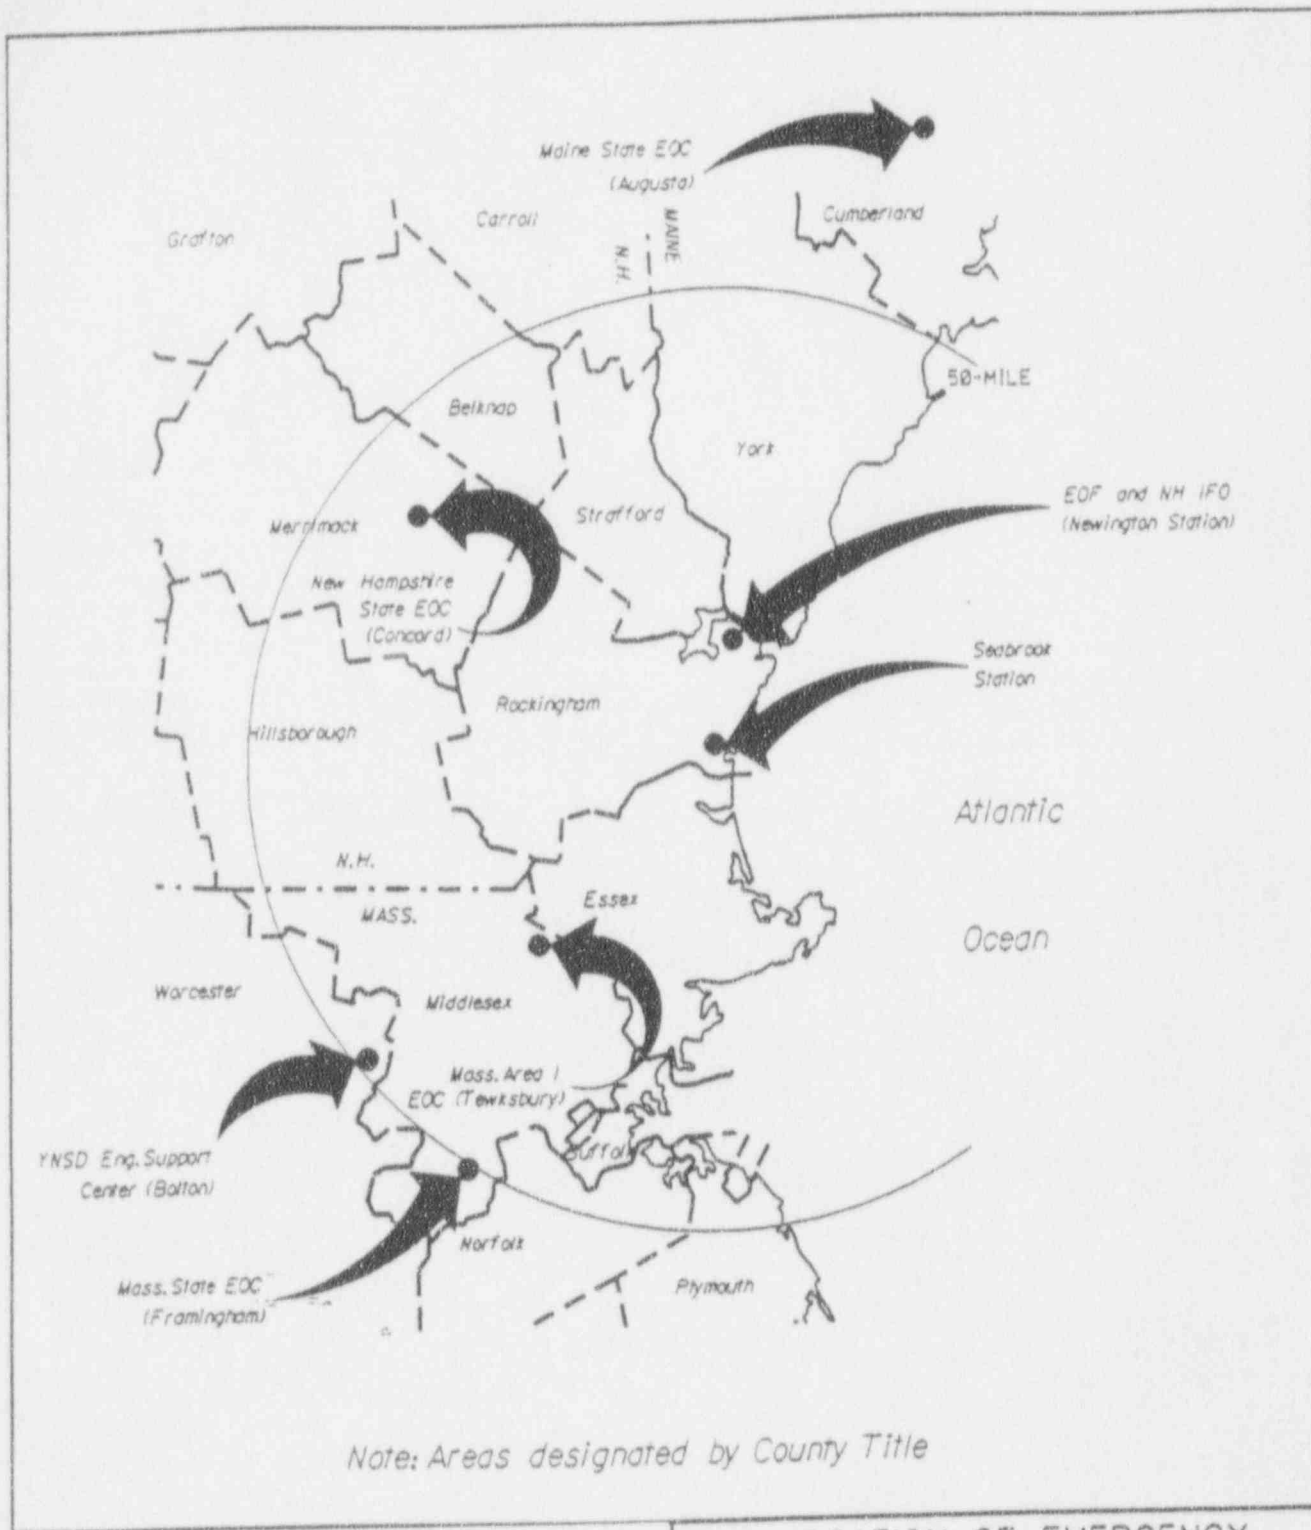 Maine State EOC
(Augusta)
Cumberland
Carroll
Grafton
MAINE
N.H.
50-MILE
Belknap
York
EOF and NH IFO
(Newington Station)
Strafford
Merrimack
New Hampshire
State EOC
(Concord)
Seabrook
Station
Rockingham
Hillsborough
Atlantic
Ocean
N.H.
MASS.
Essex
Worcester
Middlesex
Mass. Area I
EOC (Tewksbury)
Suffolk
YNSD Eng. Support
Center (Bolton)
Norfolk
Mass. State EOC
(Framingham)
Plymouth
Note: Areas designated by County Title
EMERGENCY